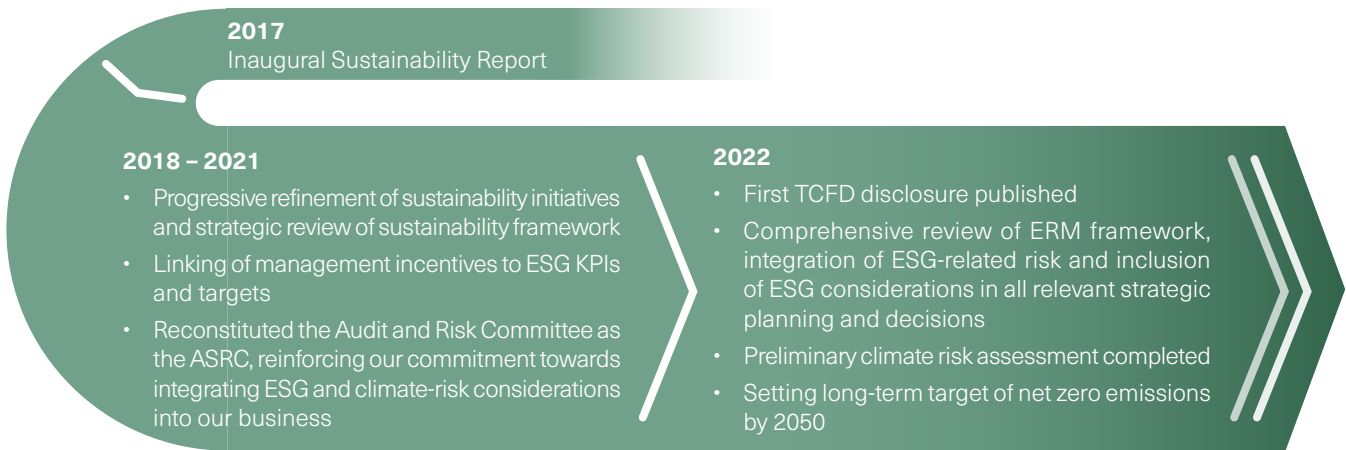 2017
Inaugural Sustainability Report
2018 – 2021
• Progressive refinement of sustainability initiatives
and strategic review of sustainability framework
• Linking of management incentives to ESG KPIs
and targets
• Reconstituted the Audit and Risk Committee as
the ASRC, reinforcing our commitment towards
integrating ESG and climate-risk considerations
into our business
2022
• First TCFD disclosure published
• Comprehensive review of ERM framework,
integration of ESG-related risk and inclusion
of ESG considerations in all relevant strategic
planning and decisions
• Preliminary climate risk assessment completed
• Setting long-term target of net zero emissions
by 2050